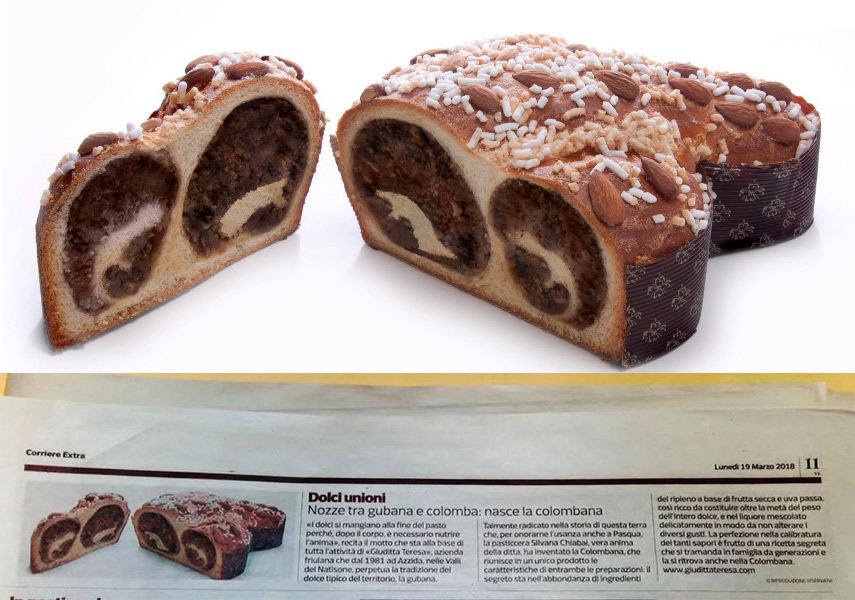 Corriere Extra
Lunedì 19 Marzo 2018 11
VE
Dolci unioni
Nozze tra gubana e colomba: nasce la colombana
«I dolci si mangiano alla fine del pasto
perché, dopo il corpo, è necessario nutrire
l'anima», recita il motto che sta alla base di
tutta l'attività di «Giuditta Teresa», azienda
friulana che dal 1981 ad Azzida, nelle Valli
del Natisone, perpetua la tradizione del
dolce tipico del territorio, la gubana.
Talmente radicato nella storia di questa terra
che, per onorarne l'usanza anche a Pasqua,
la pasticcera Silvana Chiabai, vera anima
della ditta, ha inventato la Colombana, che
riunisce in un unico prodotto le
caratteristiche di entrambe le preparazioni: il
segreto sta nell'abbondanza di ingredienti
del ripieno a base di frutta secca e uva passa,
così ricco da costituire oltre la metà del peso
dell'intero dolce, e nel liquore mescolato
delicatamente in modo da non alterare i
diversi gusti. La perfezione nella calibratura
dei tanti sapori è frutto di una ricetta segreta
che si tramanda in famiglia da generazioni e
la si ritrova anche nella Colombana.
www.giudittateresa.com
© RIPRODUZIONE RISERVATA